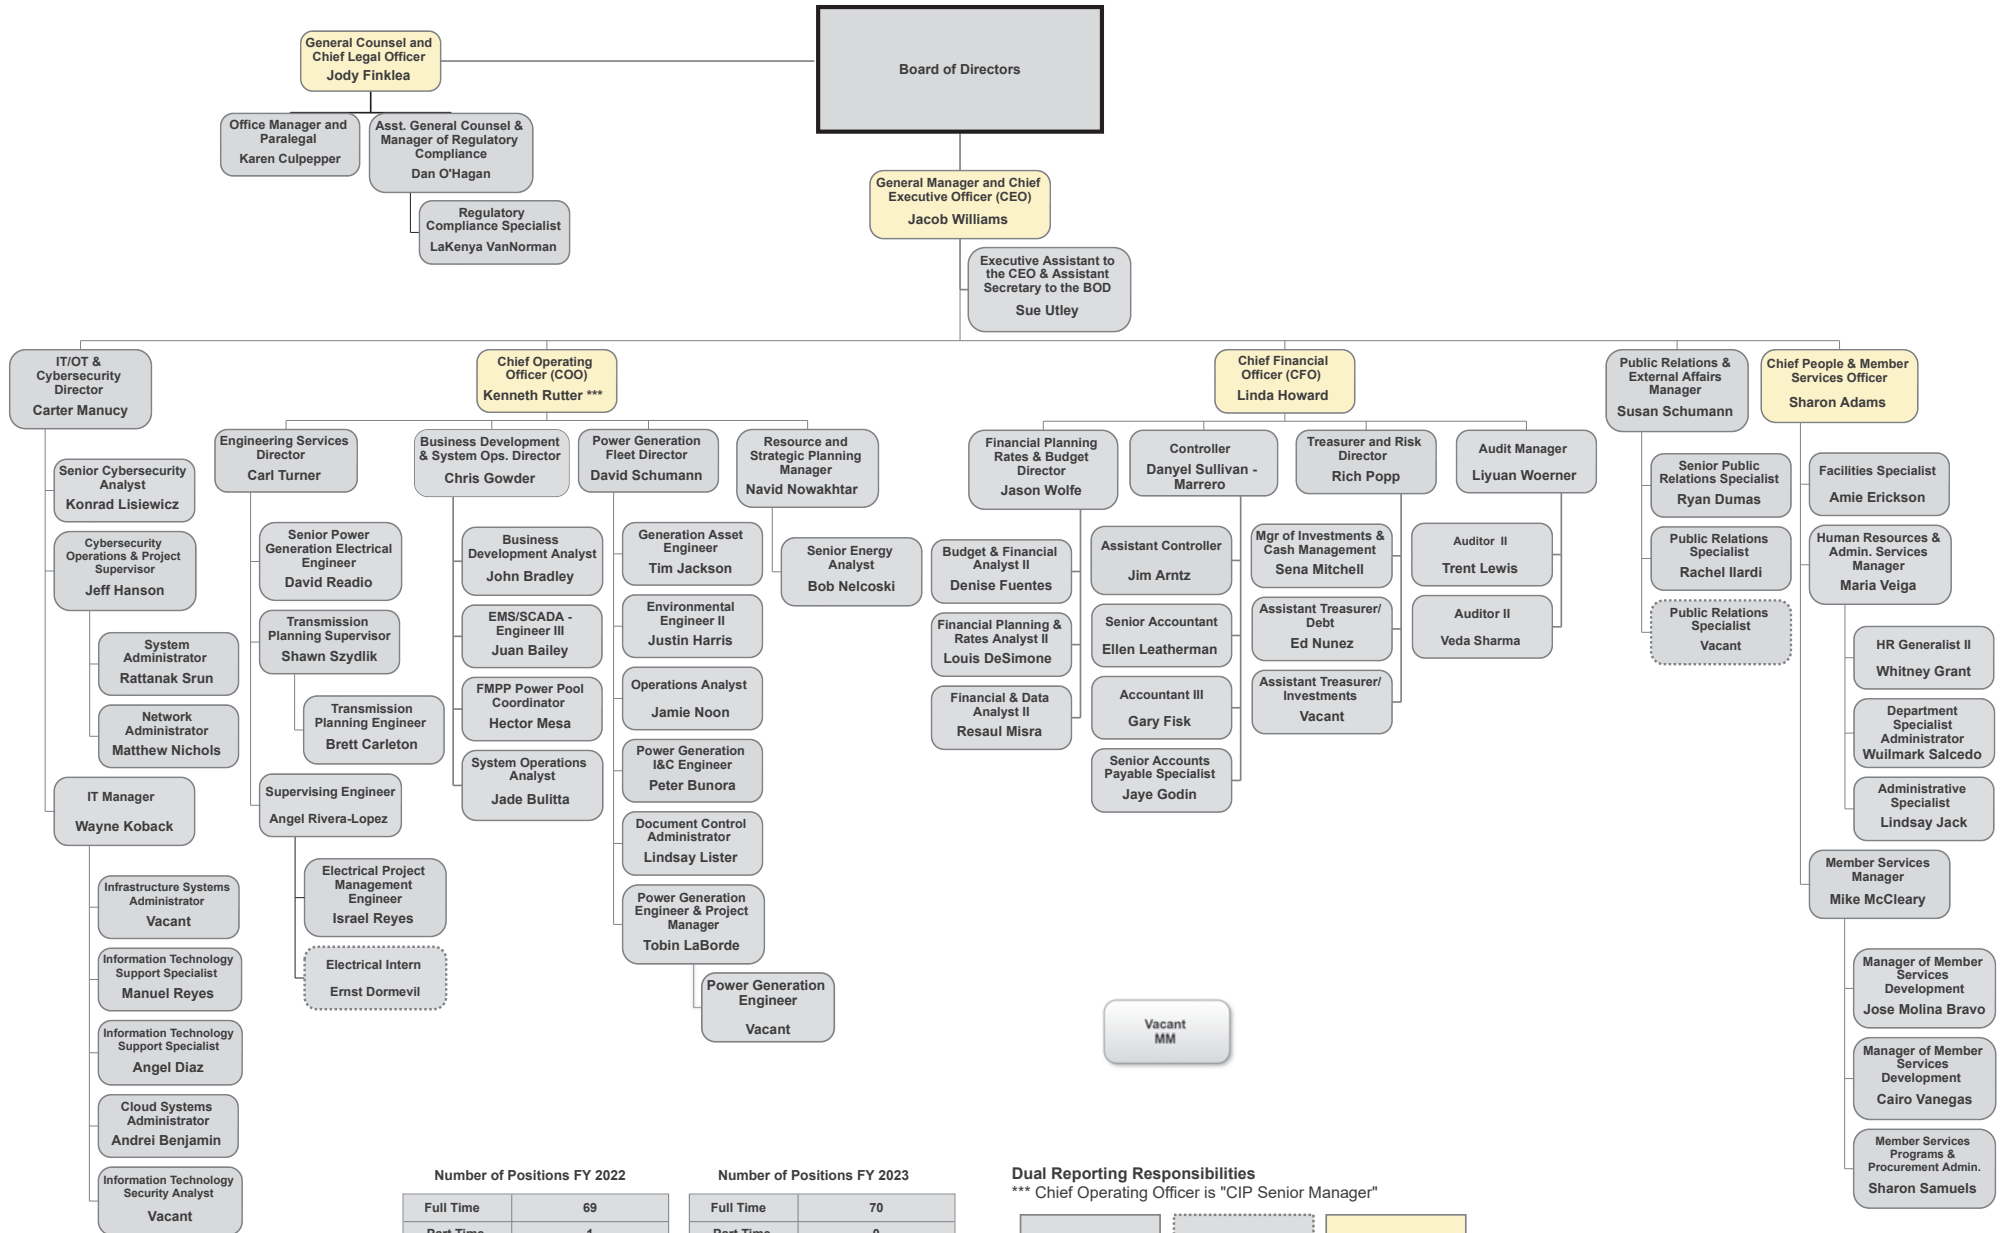 General Counsel and
Chief Legal Officer
Jody Finklea
Board of Directors
Office Manager and
Paralegal
Karen Culpepper
Asst. General Counsel &
Manager of Regulatory
Compliance
Dan O'Hagan
Regulatory
Compliance Specialist
LaKenya VanNorman
General Manager and Chief
Executive Officer (CEO)
Jacob Williams
Executive Assistant to
the CEO & Assistant
Secretary to the BOD
Sue Utley
IT/OT &
Cybersecurity
Director
Carter Manucy
Senior Cybersecurity
Analyst
Konrad Lisiewicz
Cybersecurity
Operations & Project
Supervisor
Jeff Hanson
System
Administrator
Rattanak Srun
Network
Administrator
Matthew Nichols
IT Manager
Wayne Koback
Infrastructure Systems
Administrator
Vacant
Information Technology
Support Specialist
Manuel Reyes
Information Technology
Support Specialist
Angel Diaz
Cloud Systems
Administrator
Andrei Benjamin
Information Technology
Security Analyst
Vacant
Chief Operating
Officer (COO)
Kenneth Rutter ***
Engineering Services
Director
Carl Turner
Senior Power
Generation Electrical
Engineer
David Readio
Transmission
Planning Supervisor
Shawn Szydlik
Transmission
Planning Engineer
Brett Carleton
Supervising Engineer
Angel Rivera-Lopez
Electrical Project
Management
Engineer
Israel Reyes
Electrical Intern
Ernst Dormevil
Business Development
& System Ops. Director
Chris Gowder
Business
Development Analyst
John Bradley
EMS/SCADA -
Engineer III
Juan Bailey
FMPP Power Pool
Coordinator
Hector Mesa
System Operations
Analyst
Jade Bulitta
Power Generation
Fleet Director
David Schumann
Generation Asset
Engineer
Tim Jackson
Environmental
Engineer II
Justin Harris
Operations Analyst
Jamie Noon
Power Generation
I&C Engineer
Peter Bunora
Document Control
Administrator
Lindsay Lister
Power Generation
Engineer & Project
Manager
Tobin LaBorde
Power Generation
Engineer
Vacant
Resource and
Strategic Planning
Manager
Navid Nowakhtar
Senior Energy
Analyst
Bob Nelcoski
Chief Financial
Officer (CFO)
Linda Howard
Financial Planning
Rates & Budget
Director
Jason Wolfe
Budget & Financial
Analyst II
Denise Fuentes
Financial Planning &
Rates Analyst II
Louis DeSimone
Financial & Data
Analyst II
Resaul Misra
Controller
Danyel Sullivan -
Marrero
Assistant Controller
Jim Arntz
Senior Accountant
Ellen Leatherman
Accountant III
Gary Fisk
Senior Accounts
Payable Specialist
Jaye Godin
Treasurer and Risk
Director
Rich Popp
Mgr of Investments &
Cash Management
Sena Mitchell
Assistant Treasurer/
Debt
Ed Nunez
Assistant Treasurer/
Investments
Vacant
Audit Manager
Liyuan Woerner
Auditor II
Trent Lewis
Auditor II
Veda Sharma
Public Relations &
External Affairs
Manager
Susan Schumann
Senior Public
Relations Specialist
Ryan Dumas
Public Relations
Specialist
Rachel Ilardi
Public Relations
Specialist
Vacant
Chief People & Member
Services Officer
Sharon Adams
Facilities Specialist
Amie Erickson
Human Resources &
Admin. Services
Manager
Maria Veiga
HR Generalist II
Whitney Grant
Department
Specialist
Administrator
Wuilmark Salcedo
Administrative
Specialist
Lindsay Jack
Member Services
Manager
Mike McCleary
Manager of Member
Services
Development
Jose Molina Bravo
Manager of Member
Services
Development
Cairo Vanegas
Member Services
Programs &
Procurement Admin.
Sharon Samuels
Vacant
MM
Number of Positions FY 2022
Full Time 69
Part Time 1
Number of Positions FY 2023
Full Time 70
Part Time 0
Dual Reporting Responsibilities
*** Chief Operating Officer is "CIP Senior Manager"